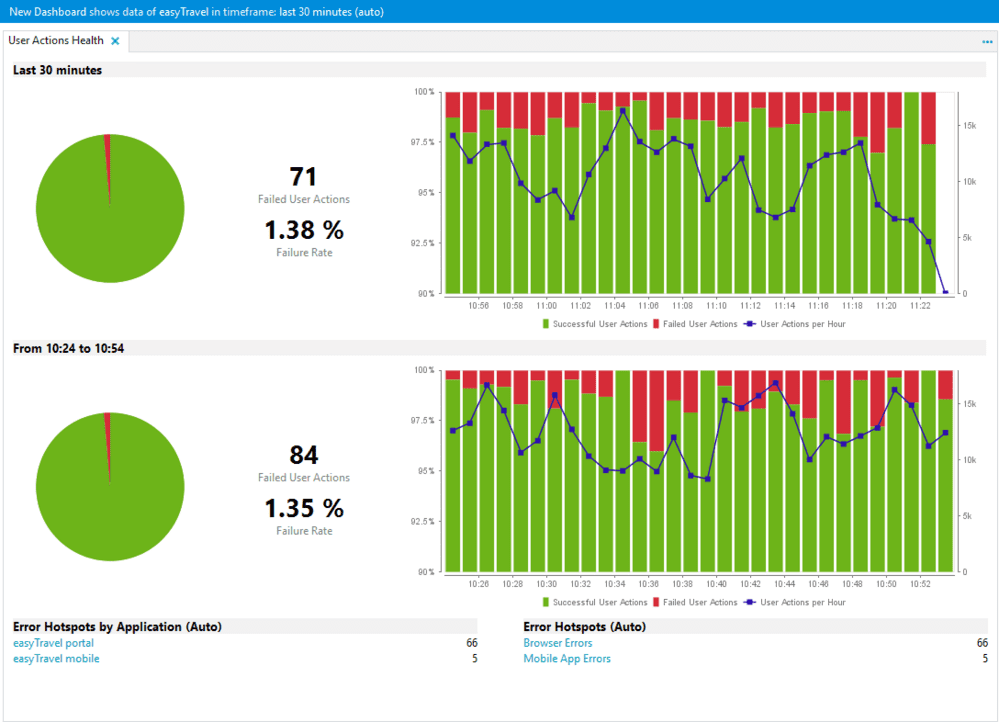 New Dashboard shows data of easyTravel in timeframe: last 30 minutes (auto)
User Actions Health
Last 30 minutes
71
Failed User Actions
1.38 %
Failure Rate
100%
97.5%
95%
92.5%
90%
15k
10k
5k
0
10:56 10:58 11:00 11:02 11:04 11:06 11:08 11:10 11:12 11:14 11:16 11:18 11:20 11:22
Successful User Actions Failed User Actions User Actions per Hour
From 10:24 to 10:54
84
Failed User Actions
1.35 %
Failure Rate
100%
97.5%
95%
92.5%
90%
15k
10k
5k
0
10:26 10:28 10:30 10:32 10:34 10:36 10:38 10:40 10:42 10:44 10:46 10:48 10:50 10:52
Successful User Actions Failed User Actions User Actions per Hour
Error Hotspots by Application (Auto)
easyTravel portal 66
easyTravel mobile 5
Error Hotspots (Auto)
Browser Errors 66
Mobile App Errors 5